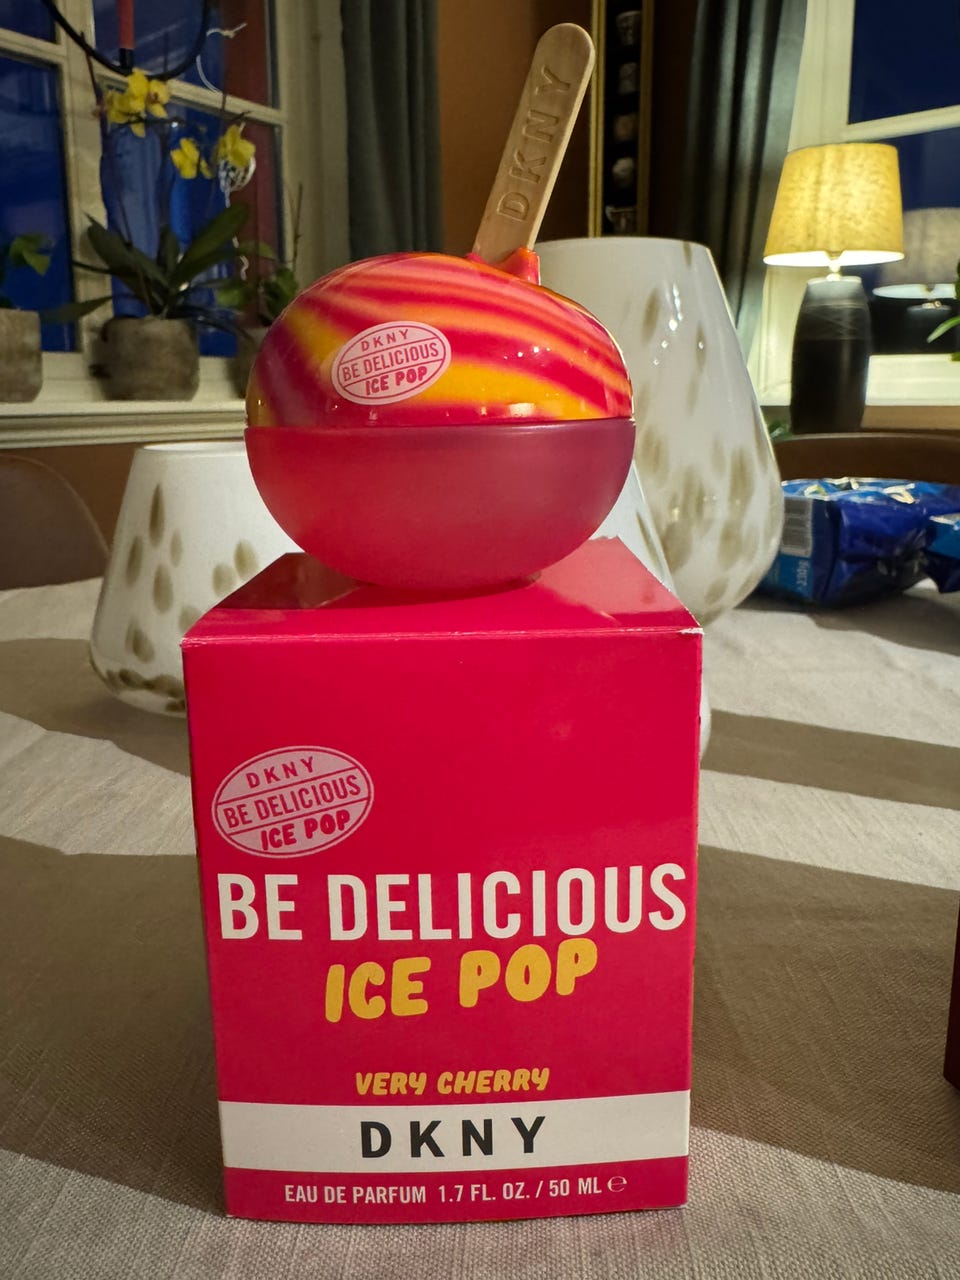 DKNY
DKNY
BE DELICIOUS
ICE POP
DKNY
BE DELICIOUS
ICE POP
BE DELICIOUS
ICE POP
VERY CHERRY
DKNY
EAU DE PARFUM 1.7 FL. OZ. / 50 ML ℮
230g